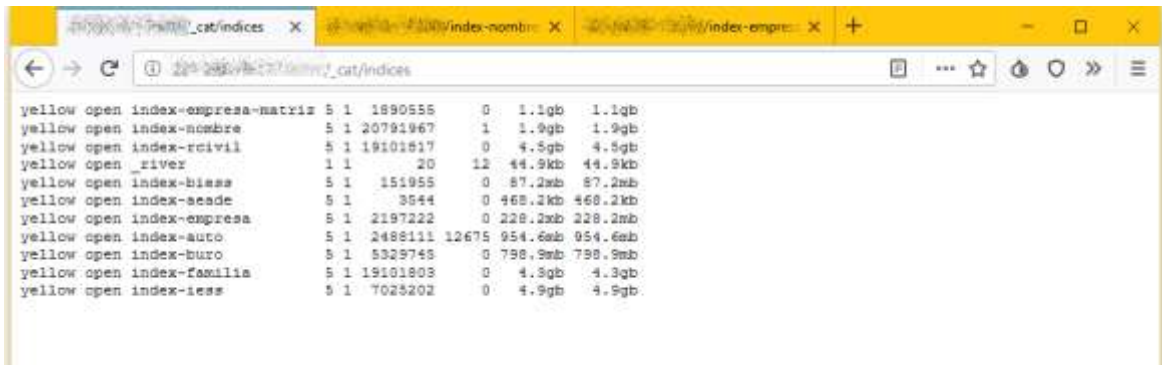 _cat/indices
/index-nombre
/index-empresa
/_cat/indices
yellow open index-empresa-matriz 5 1 1890555 0 1.1gb 1.1gb
yellow open index-nombre 5 1 20791967 1 1.9gb 1.9gb
yellow open index-rcivil 5 1 19101817 0 4.5gb 4.5gb
yellow open _river 1 1 20 12 44.9kb 44.9kb
yellow open index-biess 5 1 151955 0 87.2mb 87.2mb
yellow open index-seade 5 1 3544 0 468.2kb 468.2kb
yellow open index-empresa 5 1 2197222 0 228.2mb 228.2mb
yellow open index-auto 5 1 2488111 12675 954.6mb 954.6mb
yellow open index-buro 5 1 5329745 0 798.9mb 798.9mb
yellow open index-familia 5 1 19101803 0 4.3gb 4.3gb
yellow open index-iess 5 1 7025202 0 4.9gb 4.9gb